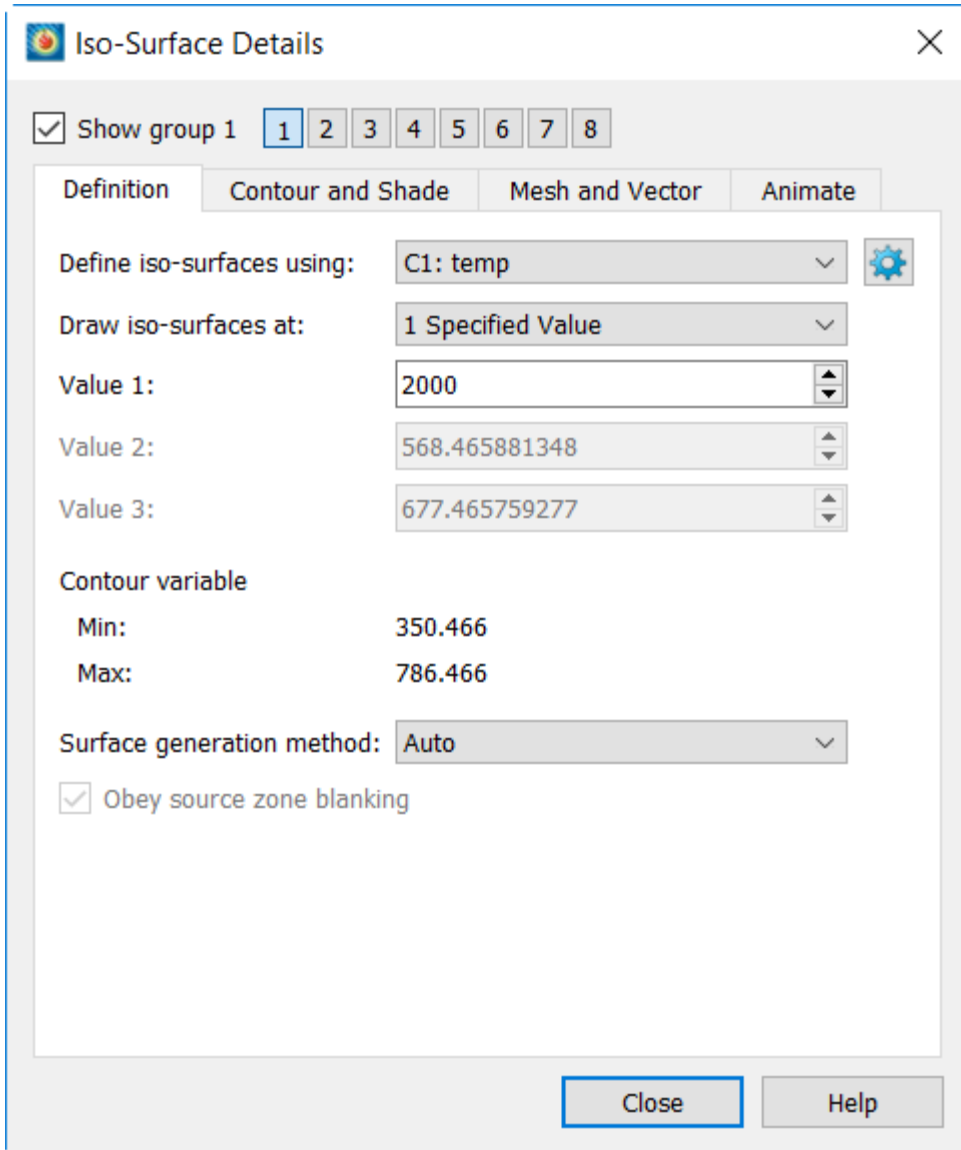 Iso-Surface Details
Show group 1 1 2 3 4 5 6 7 8
Definition Contour and Shade Mesh and Vector Animate
Define iso-surfaces using: C1: temp
Draw iso-surfaces at: 1 Specified Value
Value 1: 2000
Value 2: 568.465881348
Value 3: 677.465759277
Contour variable
Min: 350.466
Max: 786.466
Surface generation method: Auto
Obey source zone blanking
Close Help